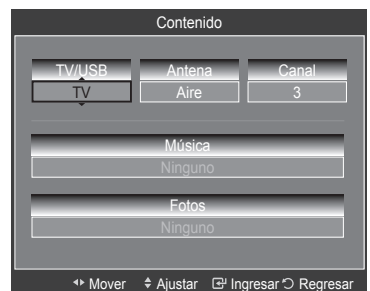 Contenido
TV/USB Antena Canal
TV Aire 3
Música
Ninguno
Fotos
Ninguno
Mover Ajustar Ingresar Regresar